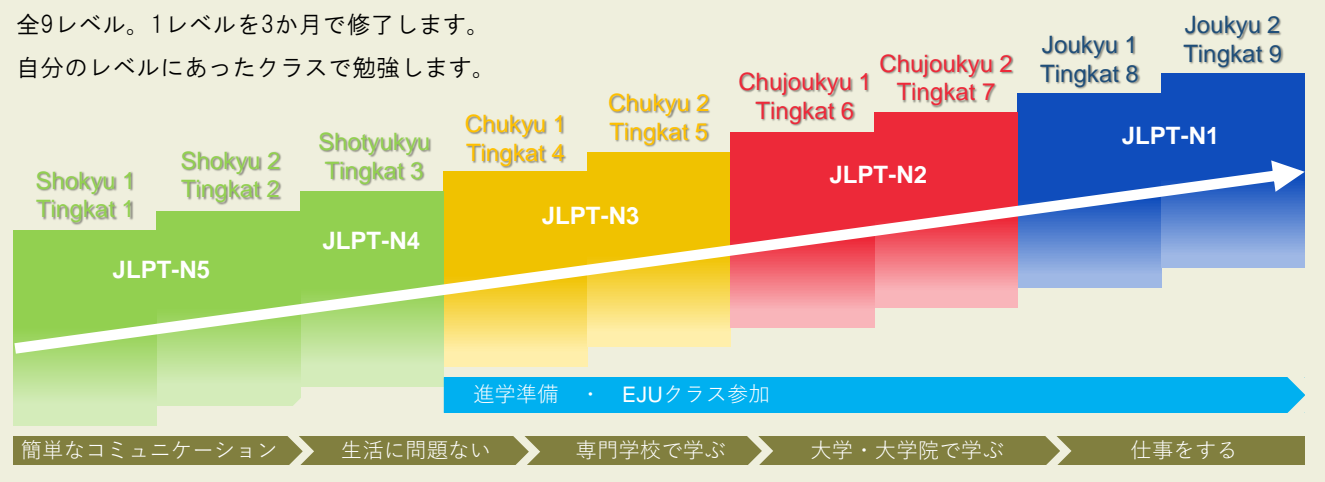 全9レベル。1レベルを3か月で修了します。
自分のレベルにあったクラスで勉強します。
Shokyu 1
Tingkat 1
Shokyu 2
Tingkat 2
Shotyukyu
Tingkat 3
Chukyu 1
Tingkat 4
Chukyu 2
Tingkat 5
Chujoukyu 1
Tingkat 6
Chujoukyu 2
Tingkat 7
Joukyu 1
Tingkat 8
Joukyu 2
Tingkat 9
JLPT-N5
JLPT-N4
JLPT-N3
JLPT-N2
JLPT-N1
進学準備 ・ EJUクラス参加
簡単なコミュニケーション
生活に問題ない
専門学校で学ぶ
大学・大学院で学ぶ
仕事をする